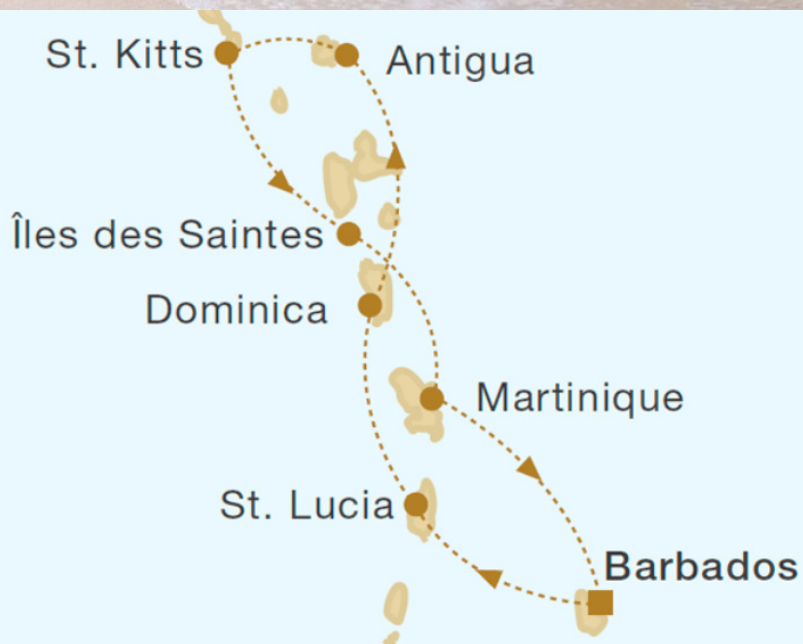 St. Kitts
Antigua
Îles des Saintes
Dominica
Martinique
St. Lucia
Barbados